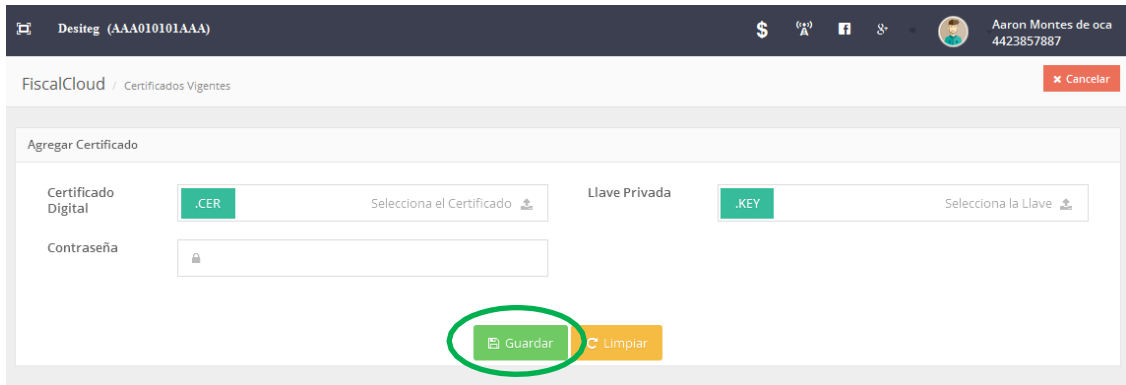 Desiteg (AAA010101AAA)
$
Aaron Montes de oca
4423857887
FiscalCloud / Certificados Vigentes
Cancelar
Agregar Certificado
Certificado
Digital
.CER
Selecciona el Certificado
Llave Privada
.KEY
Selecciona la Llave
Contraseña
Guardar
Limpiar